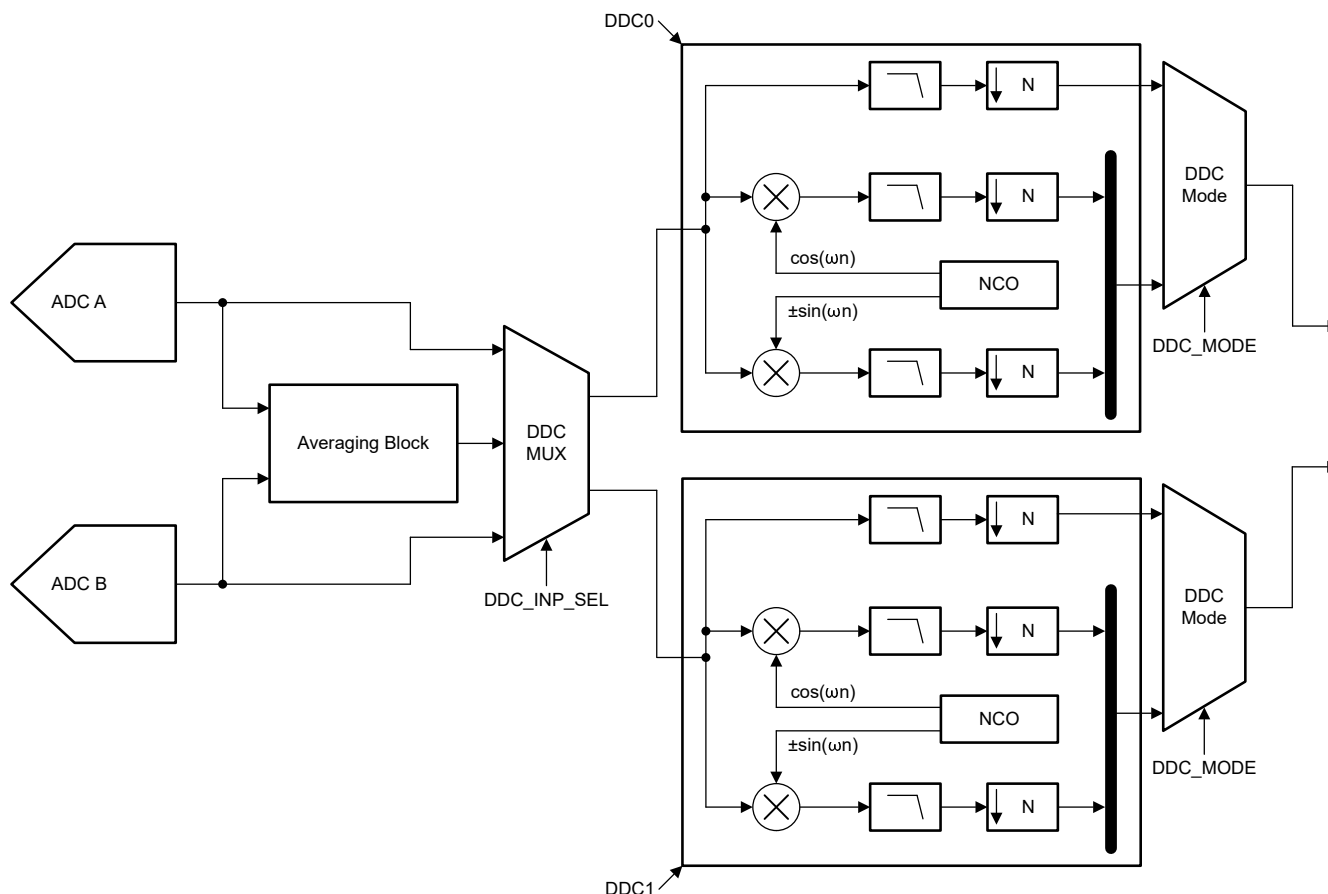 DDC0
N
DDC
Mode
N
cos(ωn)
NCO
±sin(ωn)
DDC_MODE
N
ADC A
Averaging Block
DDC
MUX
ADC B
DDC_INP_SEL
N
DDC
Mode
N
cos(ωn)
NCO
±sin(ωn)
DDC_MODE
N
DDC1